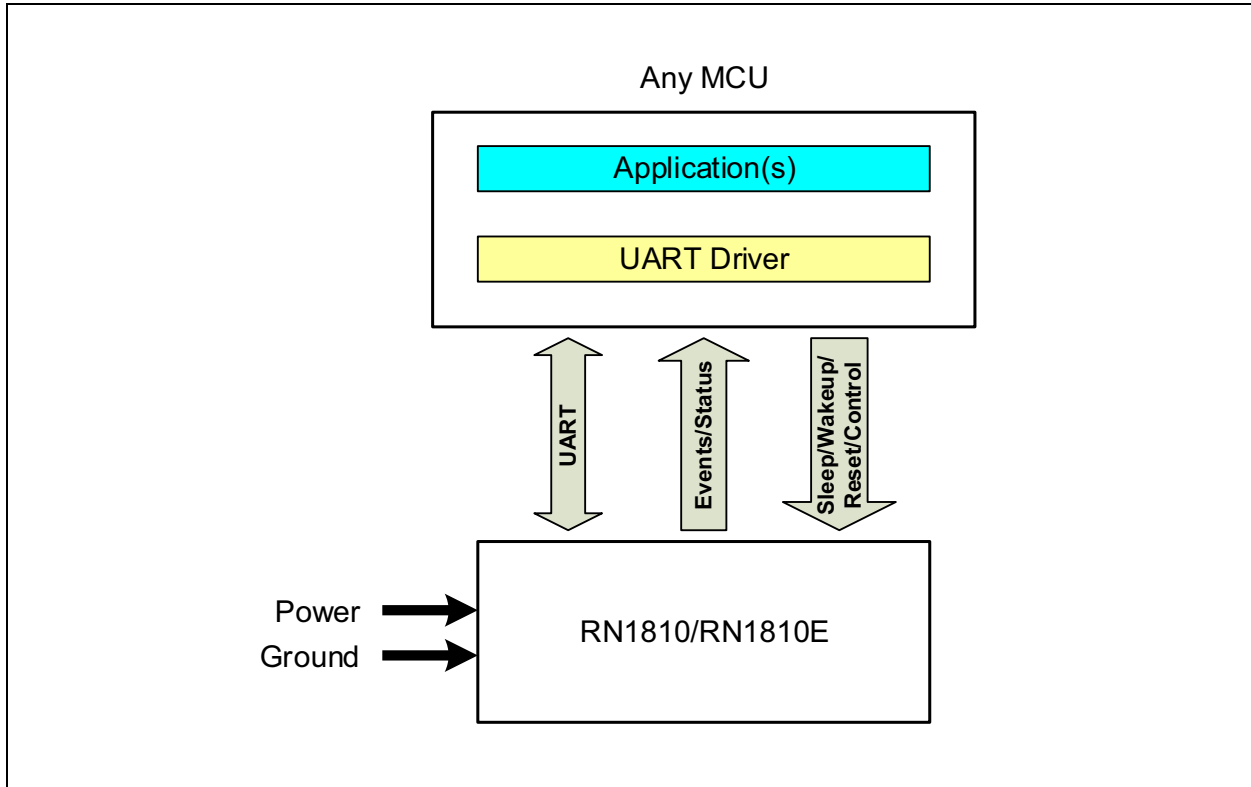 Any MCU
Application(s)
UART Driver
UART
Events/Status
Sleep/Wakeup/
Reset/Control
Power
Ground
RN1810/RN1810E